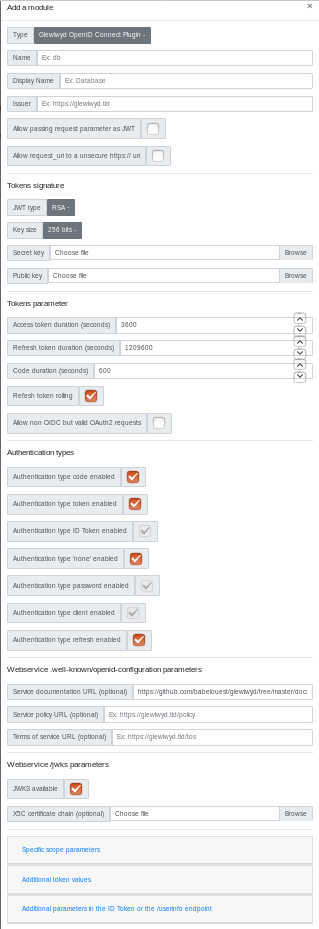 Add a module ×
Type Glewlwyd OpenID Connect Plugin -
Name Ex: db
Display Name Ex: Database
Issuer Ex: https://glewlwyd.tld
Allow passing request parameter as JWT
Allow request_uri to a unsecure https:// uri
Tokens signature
JWT type RSA -
Key size 256 bits -
Secret key Choose file Browse
Public key Choose file Browse
Tokens parameter
Access token duration (seconds) 3600
Refresh token duration (seconds) 1209600
Code duration (seconds) 600
Refesh token rolling
Allow non OIDC but valid OAuth2 requests
Authentication types
Authentication type code enabled
Authentication type token enabled
Authentication type ID Token enabled
Authentication type 'none' enabled
Authentication type password enabled
Authentication type client enabled
Authentication type refresh enabled
Webservice .well-known/openid-configuration parameters
Service documentation URL (optional) https://github.com/babelouest/glewlwyd/tree/master/doc
Service policy URL (optional) Ex: https://glewlwyd.tld/policy
Terms of service URL (optional) Ex: https://glewlwyd.tld/tos
Webservice /jwks parameters
JWKS available
X5C certificate chain (optional) Choose file Browse
Specific scope parameters
Additional token values
Additional parameters in the ID Token or the /userinfo endpoint